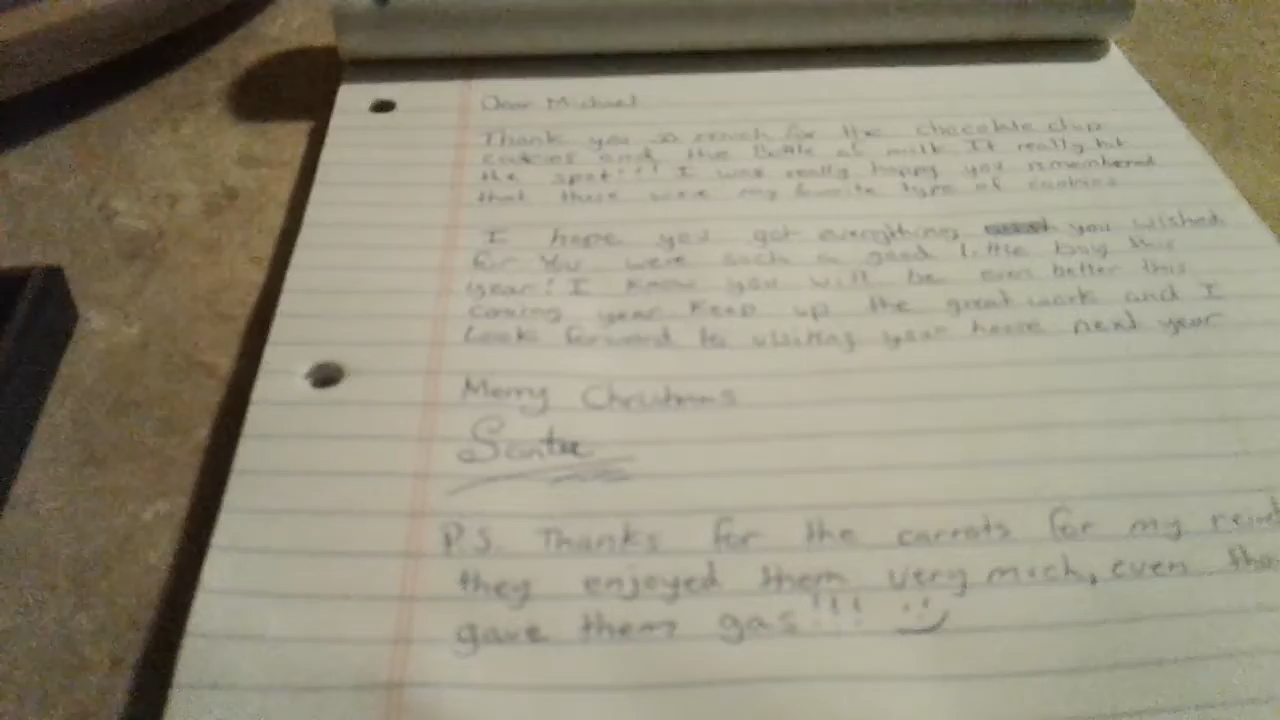 Dear Michael
Thank you so much for the chocolate chip
cookies and the bottle of milk It really hit
the spot!!! I was really happy you remembered
that these were my favorite type of cookies
I hope you got everything you wished
for You were such a good little boy this
year! I know you will be even better this
coming year Keep up the great work and I
look forward to visiting your house next year
Merry Christmas
Santa
P.S. Thanks for the carrots for my
they enjoyed them very much, even
gave them gas!!! :)